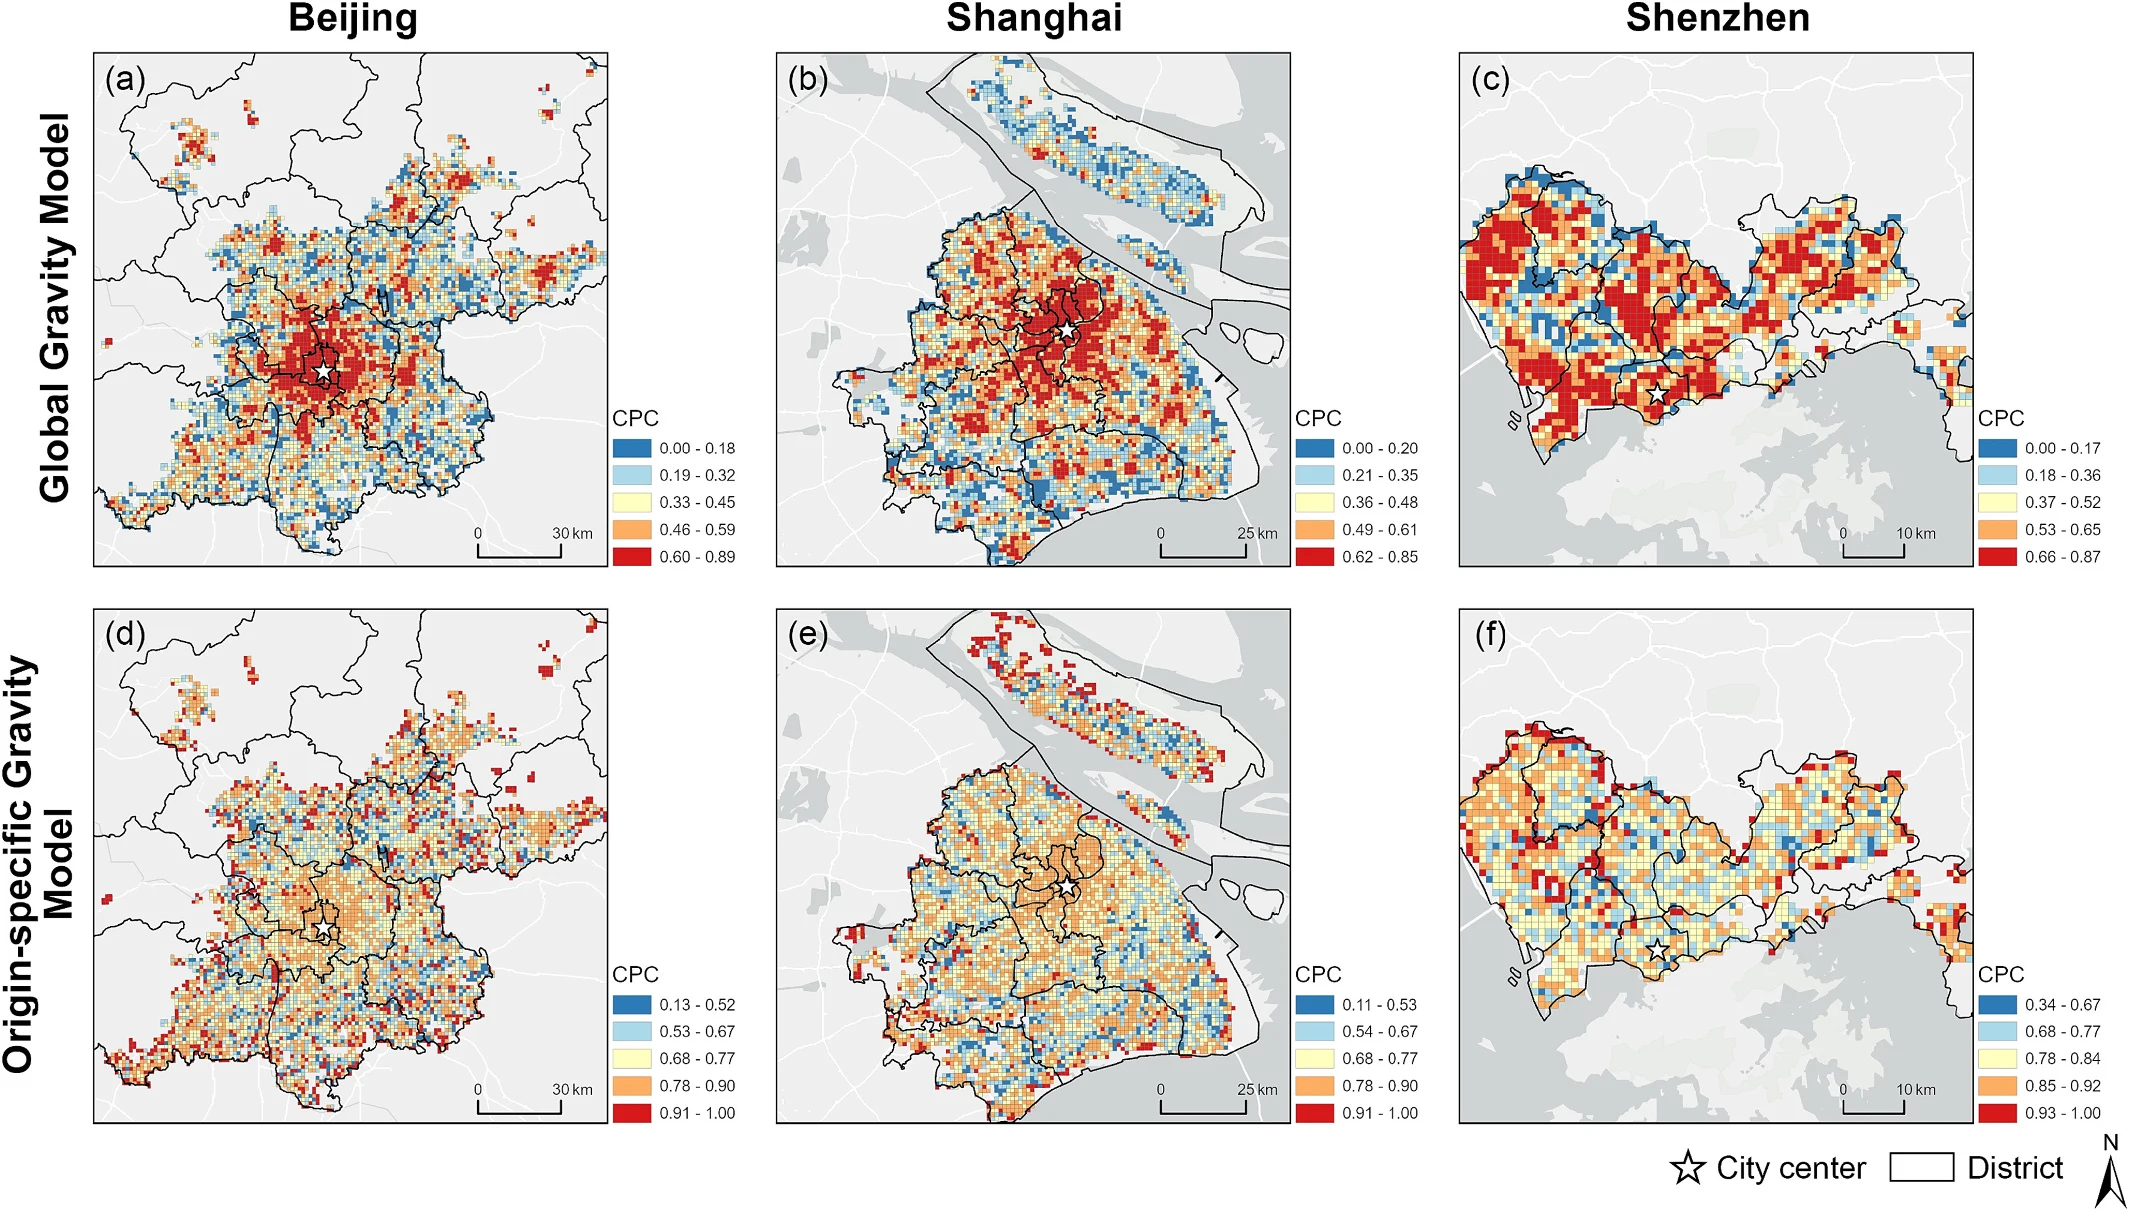 Beijing
Shanghai
Shenzhen
Global Gravity Model
(a)
CPC
0.00 - 0.18
0.19 - 0.32
0.33 - 0.45
0.46 - 0.59
0.60 - 0.89
0 30 km
(b)
CPC
0.00 - 0.20
0.21 - 0.35
0.36 - 0.48
0.49 - 0.61
0.62 - 0.85
0 25 km
(c)
CPC
0.00 - 0.17
0.18 - 0.36
0.37 - 0.52
0.53 - 0.65
0.66 - 0.87
0 10 km
Origin-specific Gravity
Model
(d)
CPC
0.13 - 0.52
0.53 - 0.67
0.68 - 0.77
0.78 - 0.90
0.91 - 1.00
0 30 km
(e)
CPC
0.11 - 0.53
0.54 - 0.67
0.68 - 0.77
0.78 - 0.90
0.91 - 1.00
0 25 km
(f)
CPC
0.34 - 0.67
0.68 - 0.77
0.78 - 0.84
0.85 - 0.92
0.93 - 1.00
0 10 km
City center
District
N